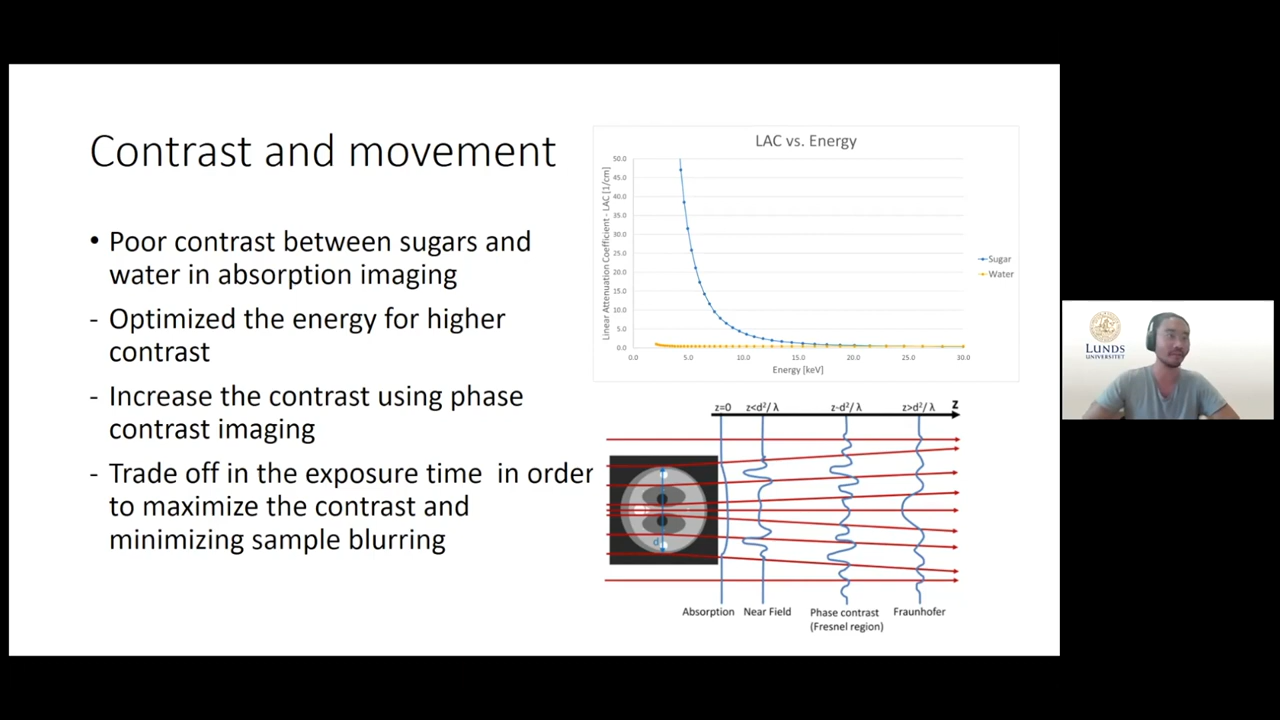 Contrast and movement
• Poor contrast between sugars and
water in absorption imaging
- Optimized the energy for higher
contrast
- Increase the contrast using phase
contrast imaging
- Trade off in the exposure time in order
to maximize the contrast and
minimizing sample blurring
LAC vs. Energy
Linear Attenuation Coefficient - LAC [1/cm]
50.0
45.0
40.0
35.0
30.0
25.0
20.0
15.0
10.0
5.0
0.0
0.0 5.0 10.0 15.0 20.0 25.0 30.0
Energy [keV]
Sugar
Water
z=0 z<d²/ λ z~d²/ λ z>d²/ λ z
d
Absorption Near Field Phase contrast Fraunhofer
(Fresnel region)
LUNDS
UNIVERSITET